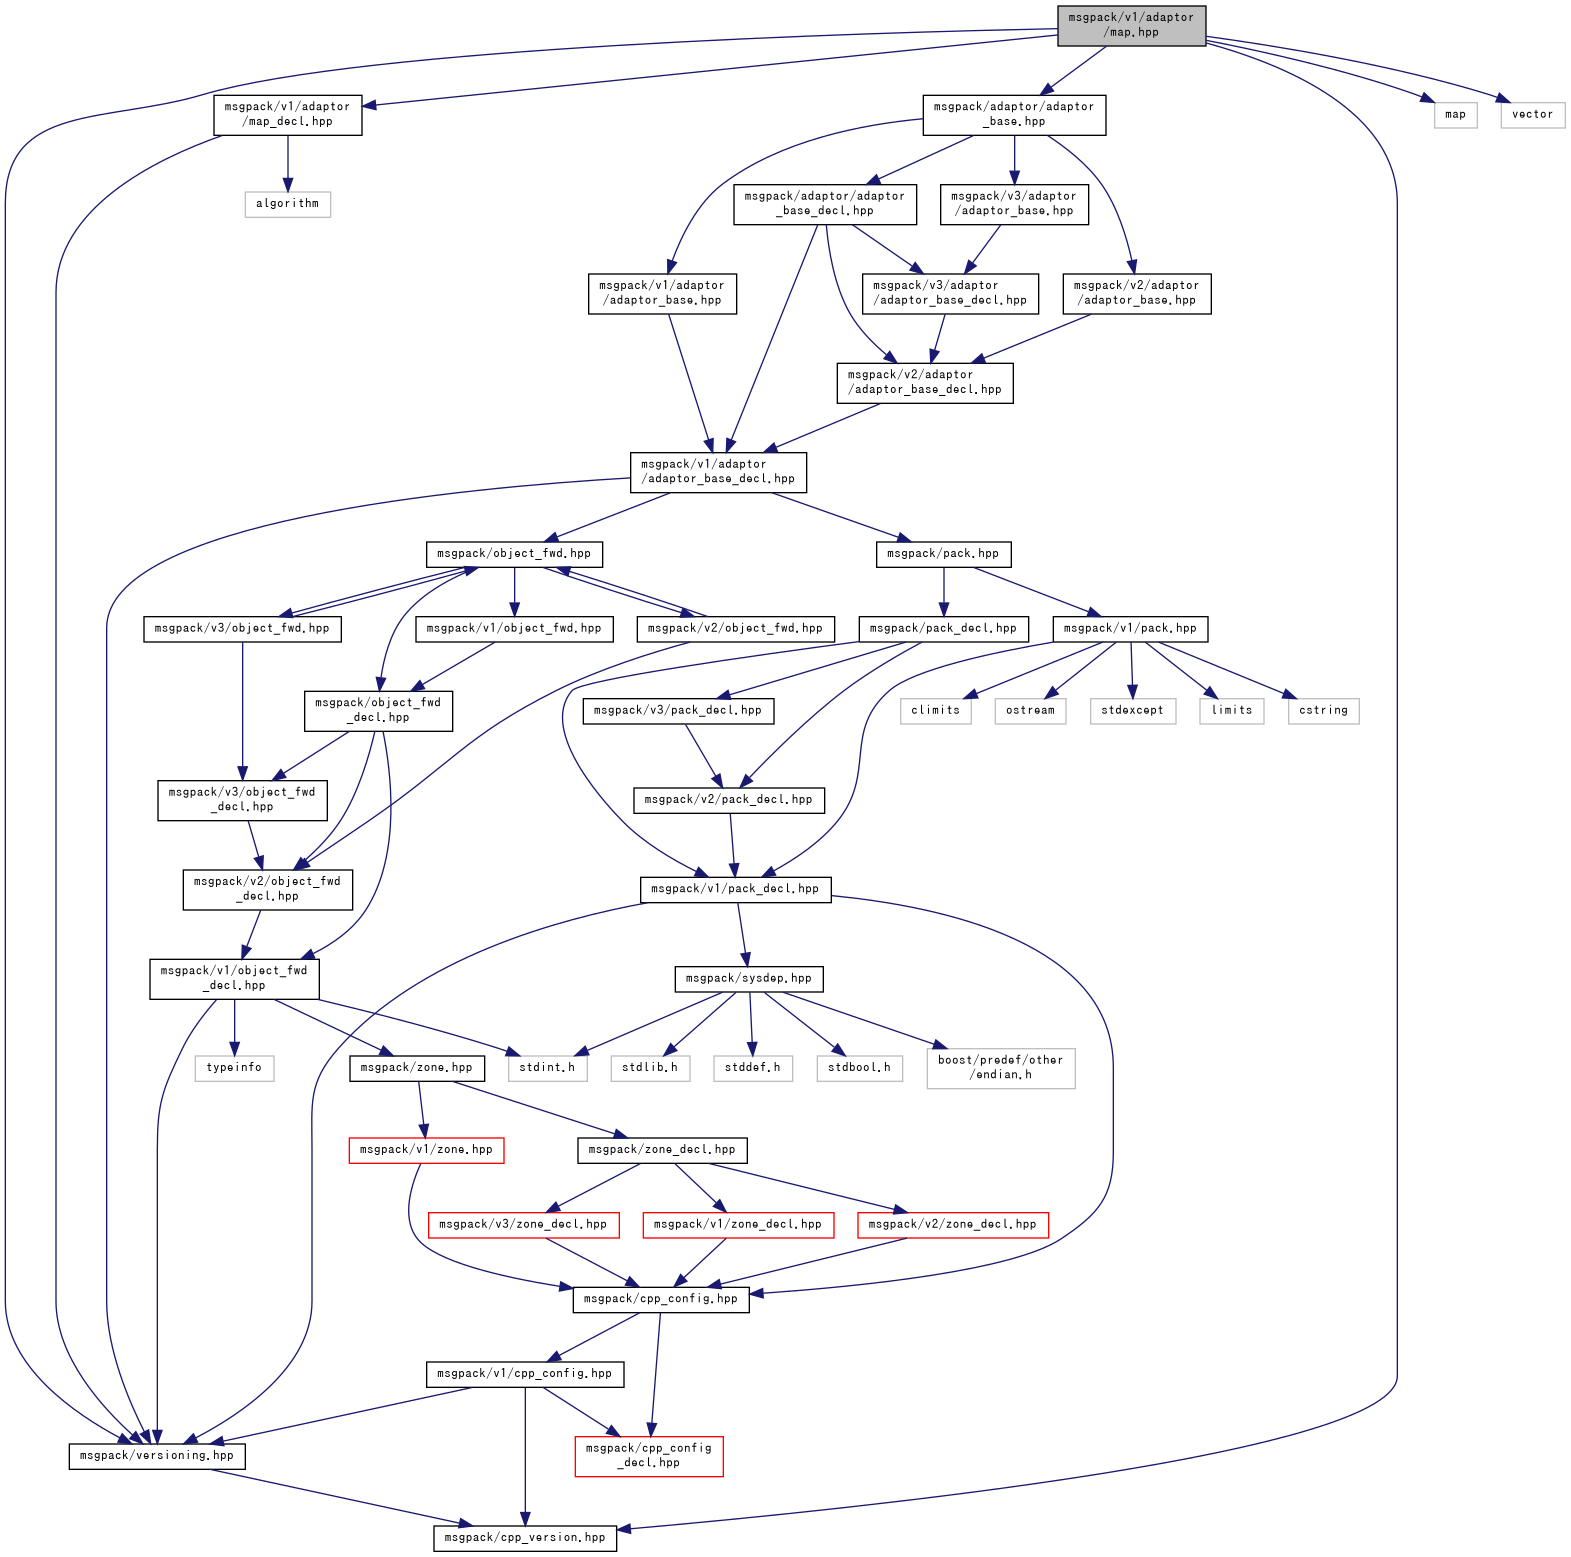 msgpack/v1/adaptor
/map.hpp
msgpack/v1/adaptor
/map_decl.hpp
msgpack/adaptor/adaptor
_base.hpp
map
vector
algorithm
msgpack/adaptor/adaptor
_base_decl.hpp
msgpack/v3/adaptor
/adaptor_base.hpp
msgpack/v1/adaptor
/adaptor_base.hpp
msgpack/v3/adaptor
/adaptor_base_decl.hpp
msgpack/v2/adaptor
/adaptor_base.hpp
msgpack/v2/adaptor
/adaptor_base_decl.hpp
msgpack/v1/adaptor
/adaptor_base_decl.hpp
msgpack/object_fwd.hpp
msgpack/pack.hpp
msgpack/v3/object_fwd.hpp
msgpack/v1/object_fwd.hpp
msgpack/v2/object_fwd.hpp
msgpack/pack_decl.hpp
msgpack/v1/pack.hpp
msgpack/object_fwd
_decl.hpp
msgpack/v3/pack_decl.hpp
climits
ostream
stdexcept
limits
cstring
msgpack/v3/object_fwd
_decl.hpp
msgpack/v2/pack_decl.hpp
msgpack/v2/object_fwd
_decl.hpp
msgpack/v1/pack_decl.hpp
msgpack/v1/object_fwd
_decl.hpp
msgpack/sysdep.hpp
typeinfo
msgpack/zone.hpp
stdint.h
stdlib.h
stddef.h
stdbool.h
boost/predef/other
/endian.h
msgpack/v1/zone.hpp
msgpack/zone_decl.hpp
msgpack/v3/zone_decl.hpp
msgpack/v1/zone_decl.hpp
msgpack/v2/zone_decl.hpp
msgpack/cpp_config.hpp
msgpack/v1/cpp_config.hpp
msgpack/versioning.hpp
msgpack/cpp_config
_decl.hpp
msgpack/cpp_version.hpp